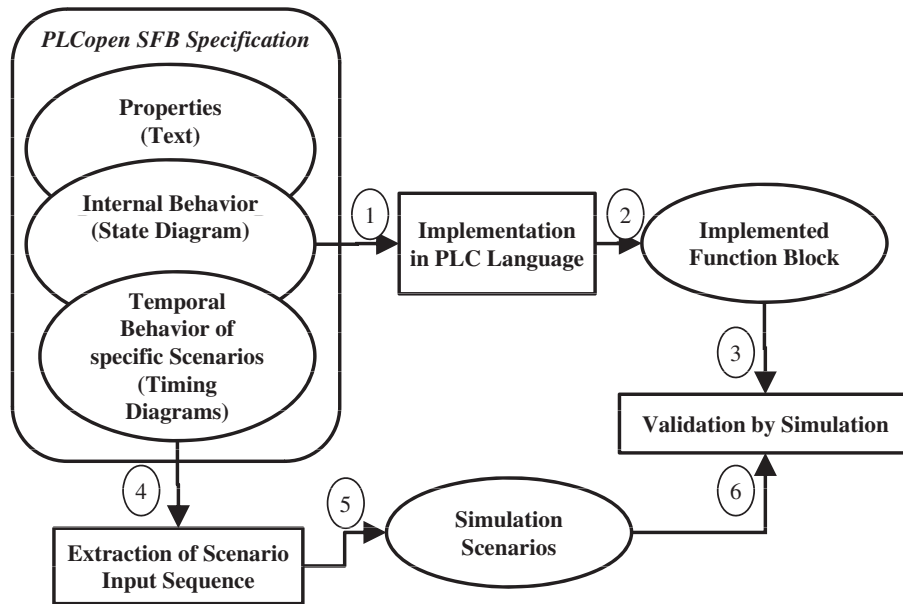 PLCopen SFB Specification
Properties
(Text)
Internal Behavior
(State Diagram)
Temporal
Behavior of
specific Scenarios
(Timing
Diagrams)
1
Implementation
in PLC Language
2
Implemented
Function Block
3
Validation by Simulation
4
Extraction of Scenario
Input Sequence
5
Simulation
Scenarios
6